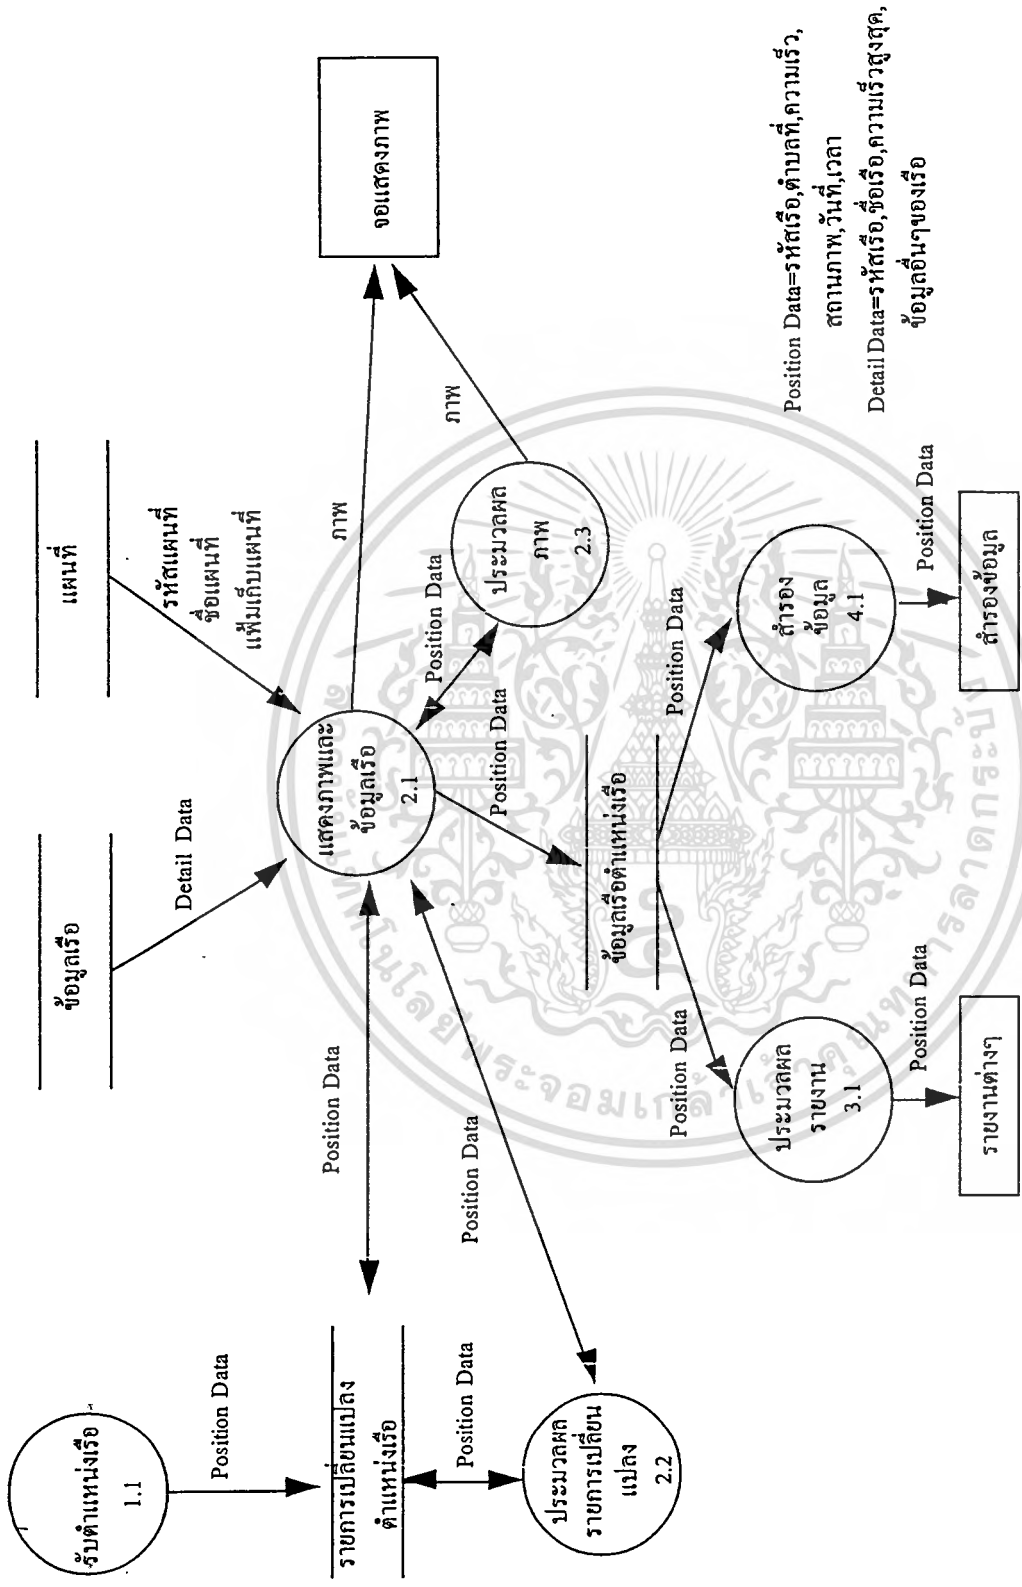 รับตำแหน่งเรือ
1.1
Position Data
รายการเปลี่ยนแปลง
ตำแหน่งเรือ
Position Data
ประมวลผล
รายการเปลี่ยน
แปลง
2.2
Position Data
Position Data
ข้อมูลเรือ
Detail Data
แผนที่
รหัสแผนที่
ชื่อแผนที่
แฟ้มเก็บแผนที่
แสดงภาพและ
ข้อมูลเรือ
2.1
ภาพ
จอแสดงภาพ
ภาพ
Position Data
ประมวลผล
ภาพ
2.3
Position Data
ข้อมูลเรือตำแหน่งเรือ
Position Data
Position Data
ประมวลผล
รายงาน
3.1
Position Data
รายงานต่างๆ
สำรอง
ข้อมูล
4.1
Position Data
สำรองข้อมูล
Position Data=รหัสเรือ,ตำบลที่,ความเร็ว,
สถานภาพ,วันที่,เวลา
Detail Data=รหัสเรือ,ชื่อเรือ,ความเร็วสูงสุด,
ข้อมูลอื่นๆของเรือ